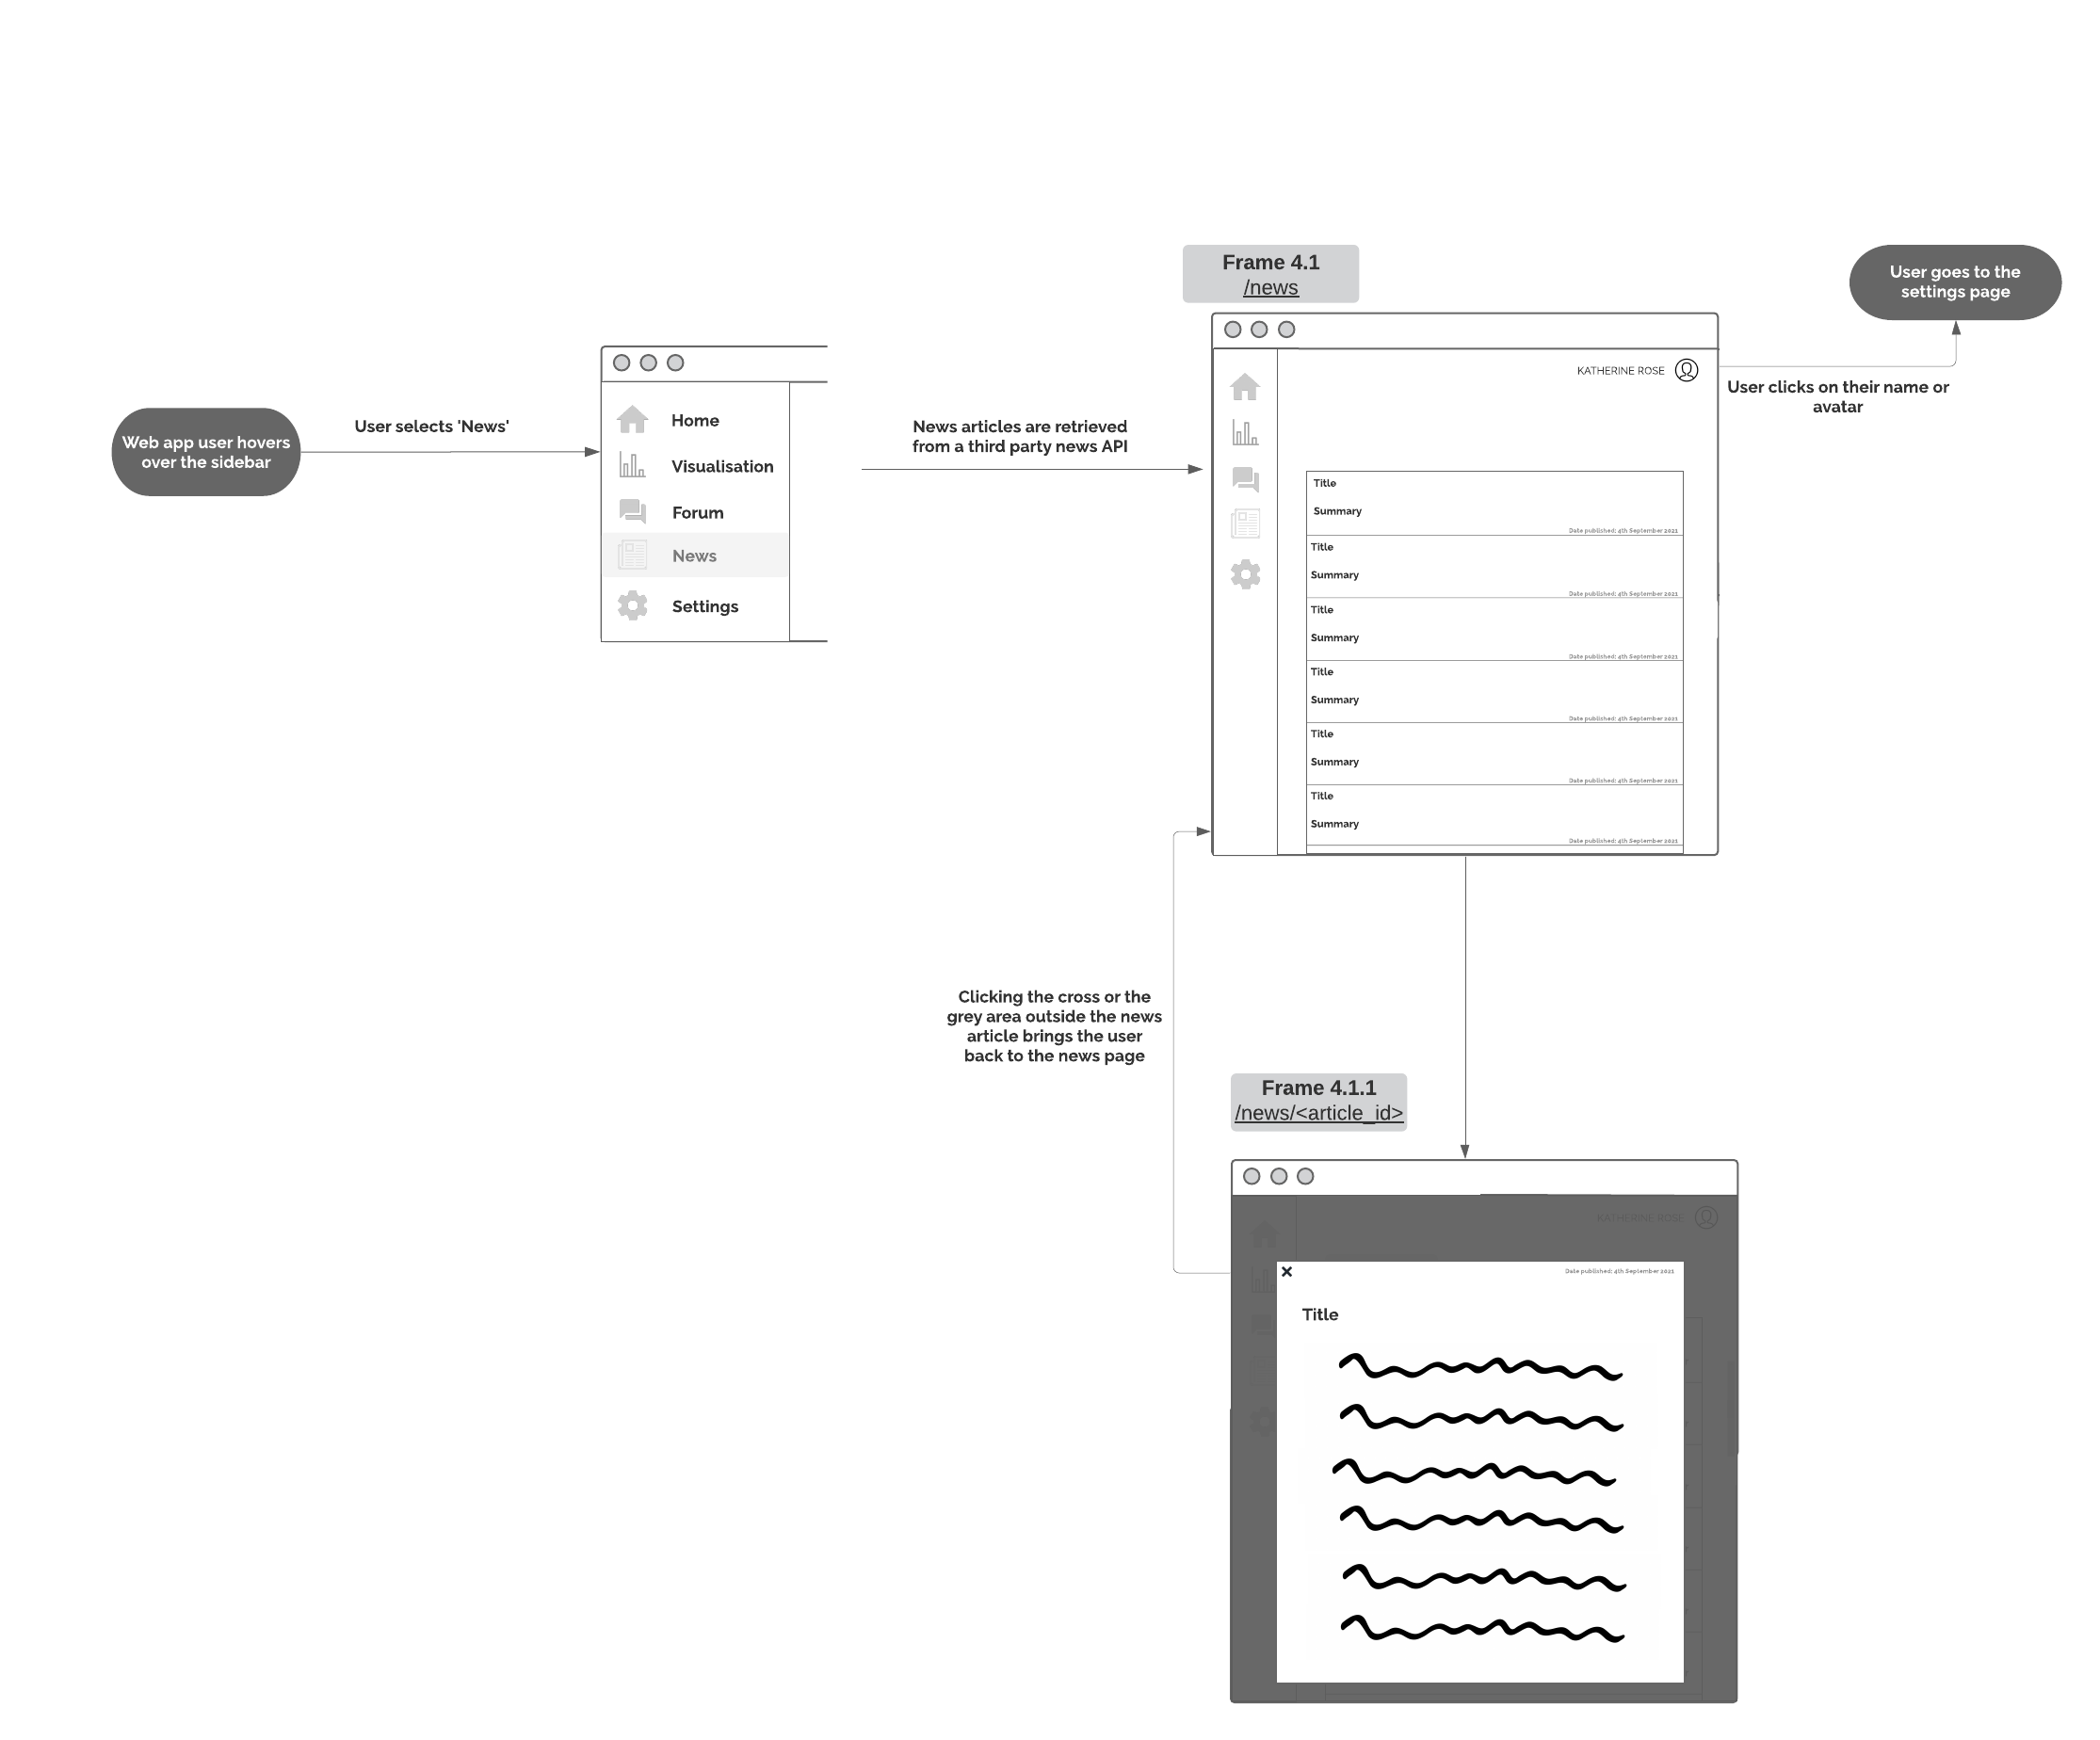 Web app user hovers
over the sidebar
User selects 'News'
Home
Visualisation
Forum
News
Settings
News articles are retrieved
from a third party news API
Frame 4.1
/news
KATHERINE ROSE
Title
Summary
Date published: 4th September 2021
Title
Summary
Date published: 4th September 2021
Title
Summary
Date published: 4th September 2021
Title
Summary
Date published: 4th September 2021
Title
Summary
Date published: 4th September 2021
Title
Summary
Date published: 4th September 2021
User goes to the
settings page
User clicks on their name or
avatar
Clicking the cross or the
grey area outside the news
article brings the user
back to the news page
Frame 4.1.1
/news/<article_id>
KATHERINE ROSE
Date published: 4th September 2021
Title